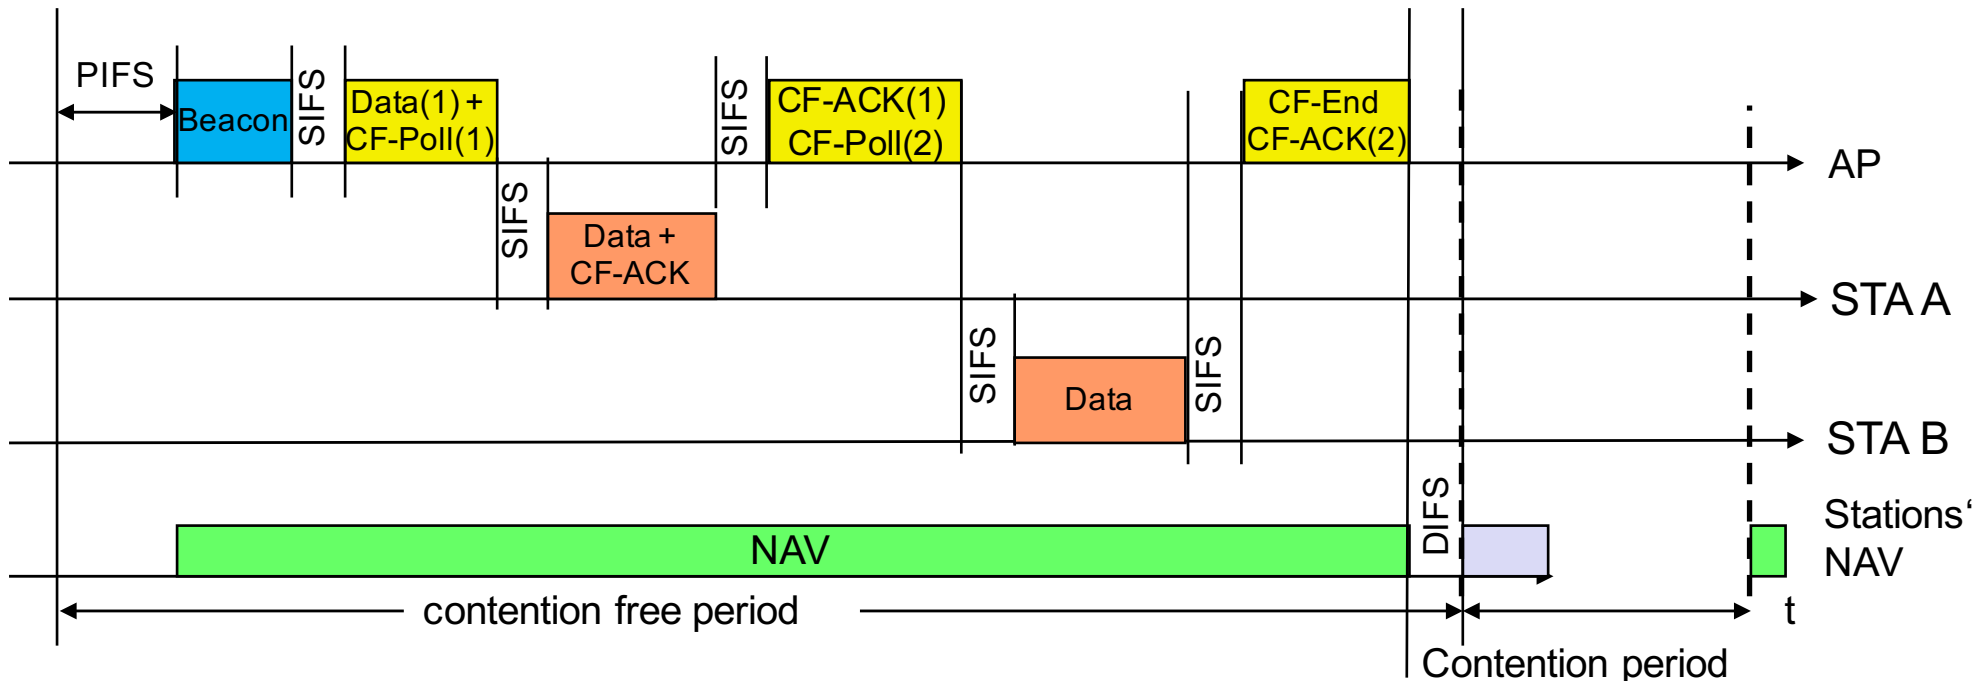 PIFS
Beacon
SIFS
Data(1) +
CF-Poll(1)
SIFS
Data +
CF-ACK
SIFS
CF-ACK(1)
CF-Poll(2)
SIFS
Data
SIFS
CF-End
CF-ACK(2)
AP
STA A
STA B
NAV
DIFS
Stations‘
NAV
contention free period
t
Contention period